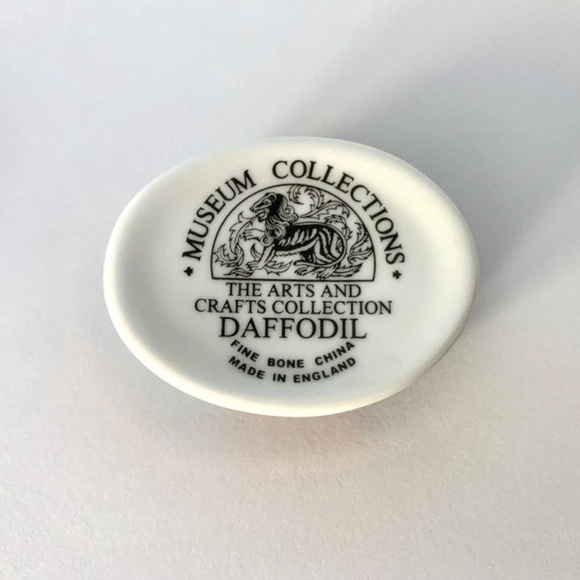 MUSEUM COLLECTIONS
THE ARTS AND
CRAFTS COLLECTION
DAFFODIL
FINE BONE CHINA
MADE IN ENGLAND